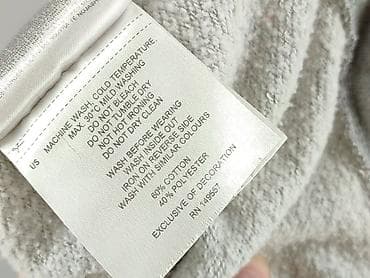 US
MACHINE WASH, COLD TEMPERATURE
MAX. 30°C MILD WASHING
DO NOT BLEACH
DO NOT TUMBLE DRY
NOT HOT IRONING
DO NOT DRY CLEAN
WASH BEFORE WEARING
WASH INSIDE OUT
IRON ON REVERSE SIDE
WASH WITH SIMILAR COLOURS
60% COTTON
40% POLYESTER
EXCLUSIVE OF DECORATION
RN 149557